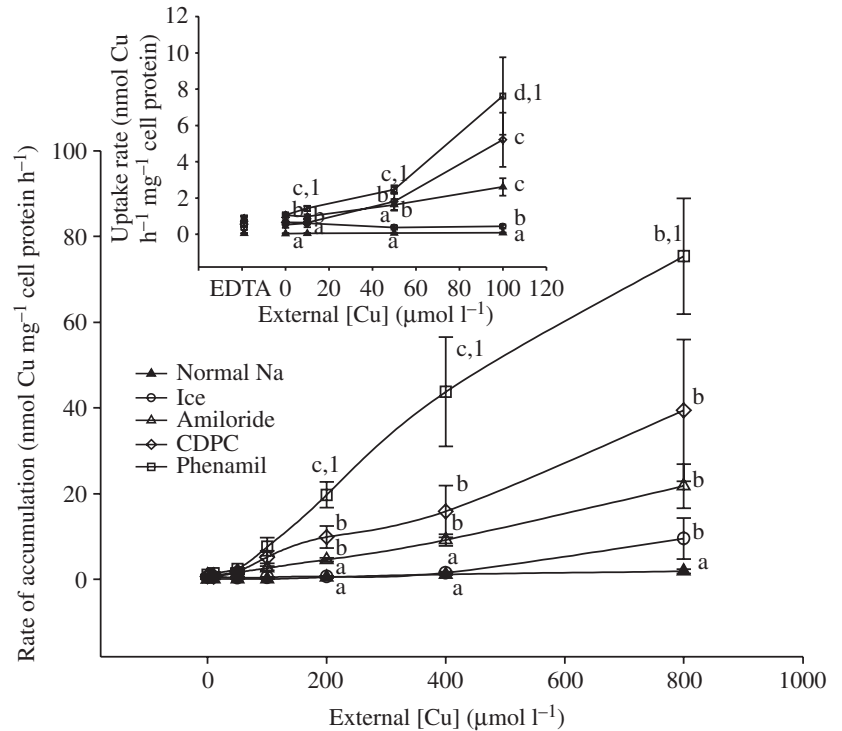 12
10
8
6
4
2
0
Uptake rate (nmol Cu
h⁻¹ mg⁻¹ cell protein)
d,1
c
c
b
a
c,1
b
b
a
a
c,1
b
b
a
a
EDTA 0 20 40 60 80 100 120
External [Cu] (μmol l⁻¹)
100
80
60
40
20
0
Rate of accumulation (nmol Cu mg⁻¹ cell protein h⁻¹)
Normal Na
Ice
Amiloride
CDPC
Phenamil
b,1
b
b
b
a
c,1
b
b
a
a
c,1
b
b
a
a
0 200 400 600 800 1000
External [Cu] (μmol l⁻¹)